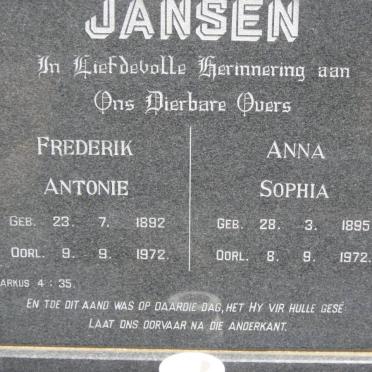 JANSEN
In Liefdevolle Herinnering aan
Ons Dierbare Ouers
FREDERIK ANTONIE
GEB. 23. 7. 1892
OORL. 9. 9. 1972.
ANNA SOPHIA
GEB. 28. 3. 1895
OORL. 8. 9. 1972.
ARKUS 4 : 35.
EN TOE DIT AAND WAS OP DAARDIE DAG, HET HY VIR HULLE GESÊ
LAAT ONS OORVAAR NA DIE ANDERKANT.